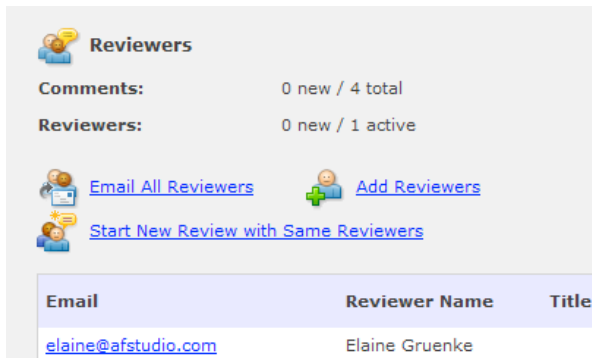 Reviewers
Comments: 0 new / 4 total
Reviewers: 0 new / 1 active
Email All Reviewers Add Reviewers
Start New Review with Same Reviewers
Email Reviewer Name Title
elaine@afstudio.com Elaine Gruenke